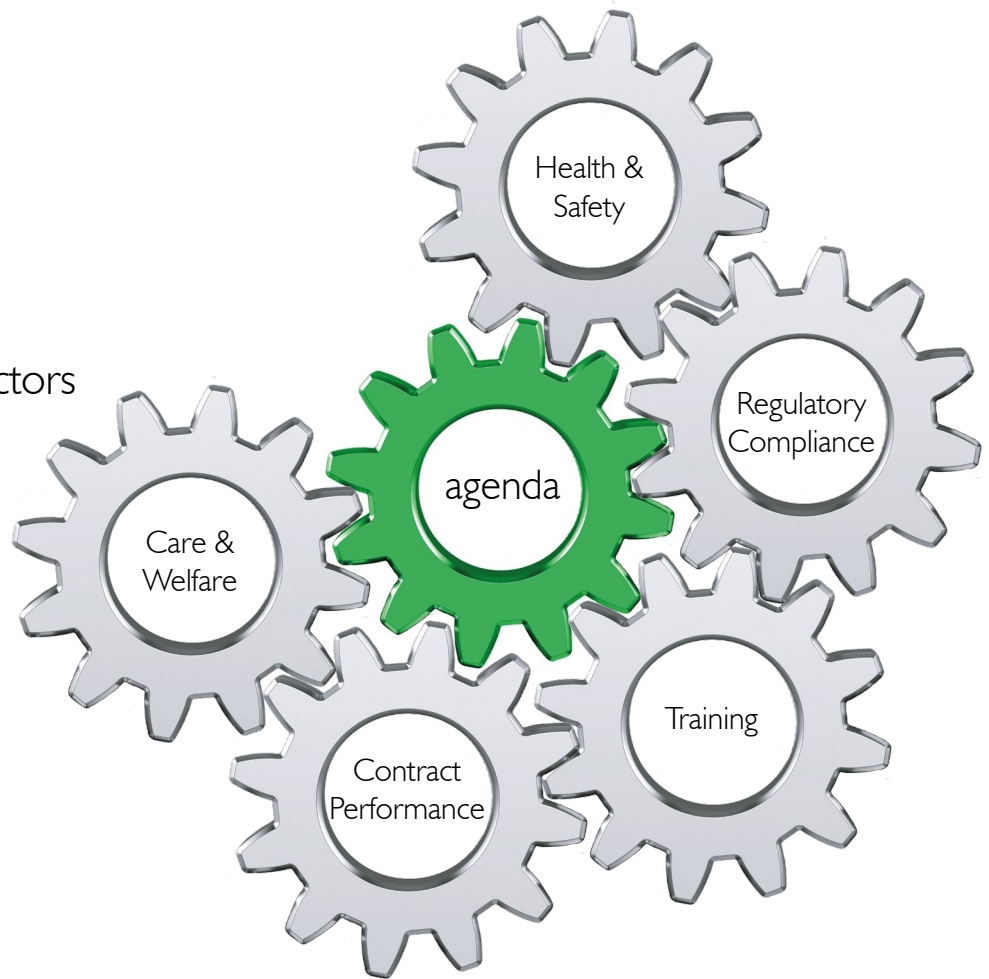 Health &
Safety
ctors
Regulatory
Compliance
agenda
Care &
Welfare
Training
Contract
Performance